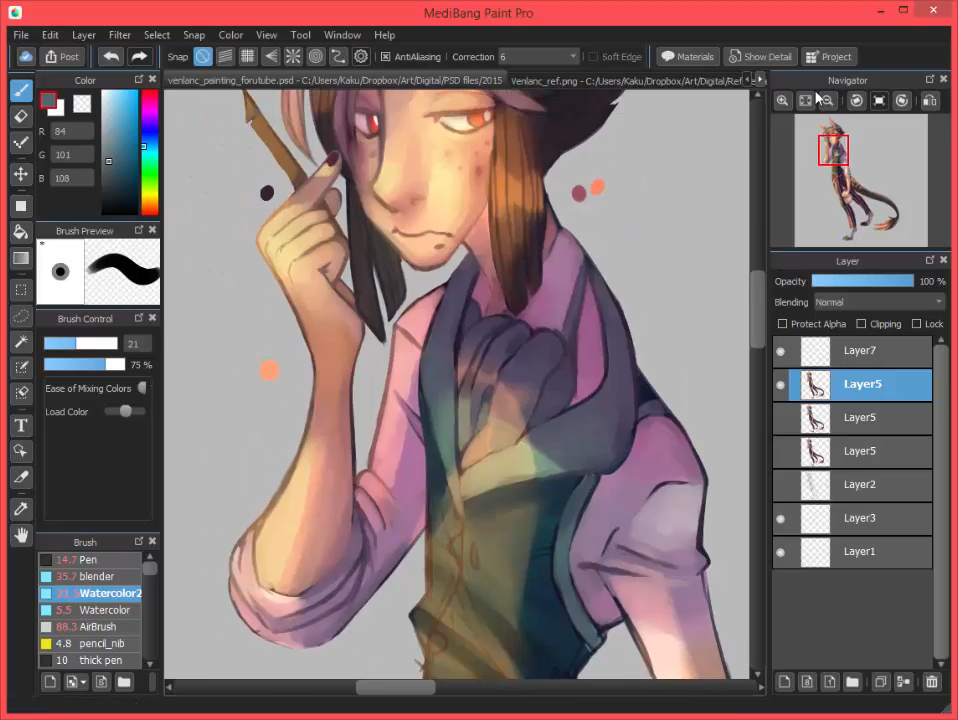 MediBang Paint Pro
File Edit Layer Filter Select Snap Color View Tool Window Help
Post Snap AntiAliasing Correction 6 Soft Edge Materials Show Detail Project
Color
venlanc_painting_forutube.psd - C:/Users/Kaku/Dropbox/Art/Digital/PSD files/2015
Venlanc_ref.png - C:/Users/Kaku/Dropbox/Art/Digital/Ref
Navigator
R 84
G 101
B 108
Brush Preview
*
Brush Control
21
75 %
Ease of Mixing Colors
Load Color
Brush
14.7 Pen
35.7 blender
Watercolor2
5.5 Watercolor
88.3 AirBrush
4.8 pencil_nib
10 thick pen
Layer
Opacity 100 %
Blending Normal
Protect Alpha Clipping Lock
Layer7
Layer5
Layer5
Layer5
Layer2
Layer3
Layer1